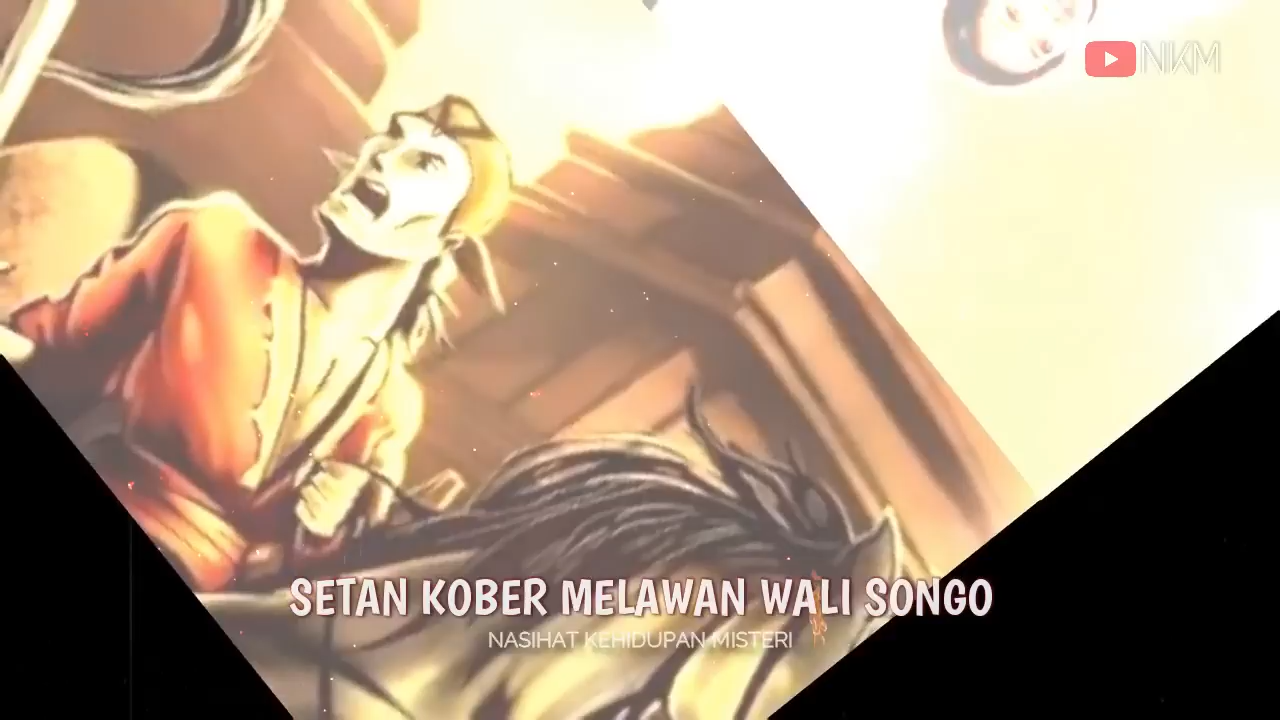 NKM
SETAN KOBER MELAWAN WALI SONGO
NASIHAT KEHIDUPAN MISTERI